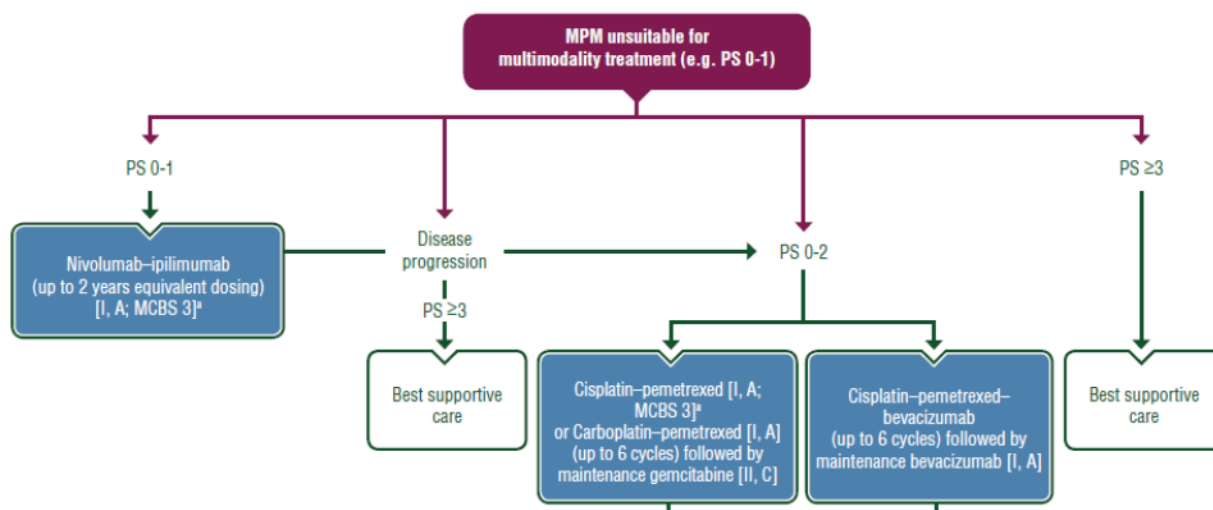 MPM unsuitable for
multimodality treatment (e.g. PS 0-1)
PS 0-1
PS ≥3
Nivolumab–ipilimumab
(up to 2 years equivalent dosing)
[I, A; MCBS 3]ᵃ
Disease
progression
PS 0-2
PS ≥3
Best supportive
care
Cisplatin–pemetrexed [I, A;
MCBS 3]ᵃ
or Carboplatin–pemetrexed [I, A]
(up to 6 cycles) followed by
maintenance gemcitabine [II, C]
Cisplatin–pemetrexed–
bevacizumab
(up to 6 cycles) followed by
maintenance bevacizumab [I, A]
Best supportive
care